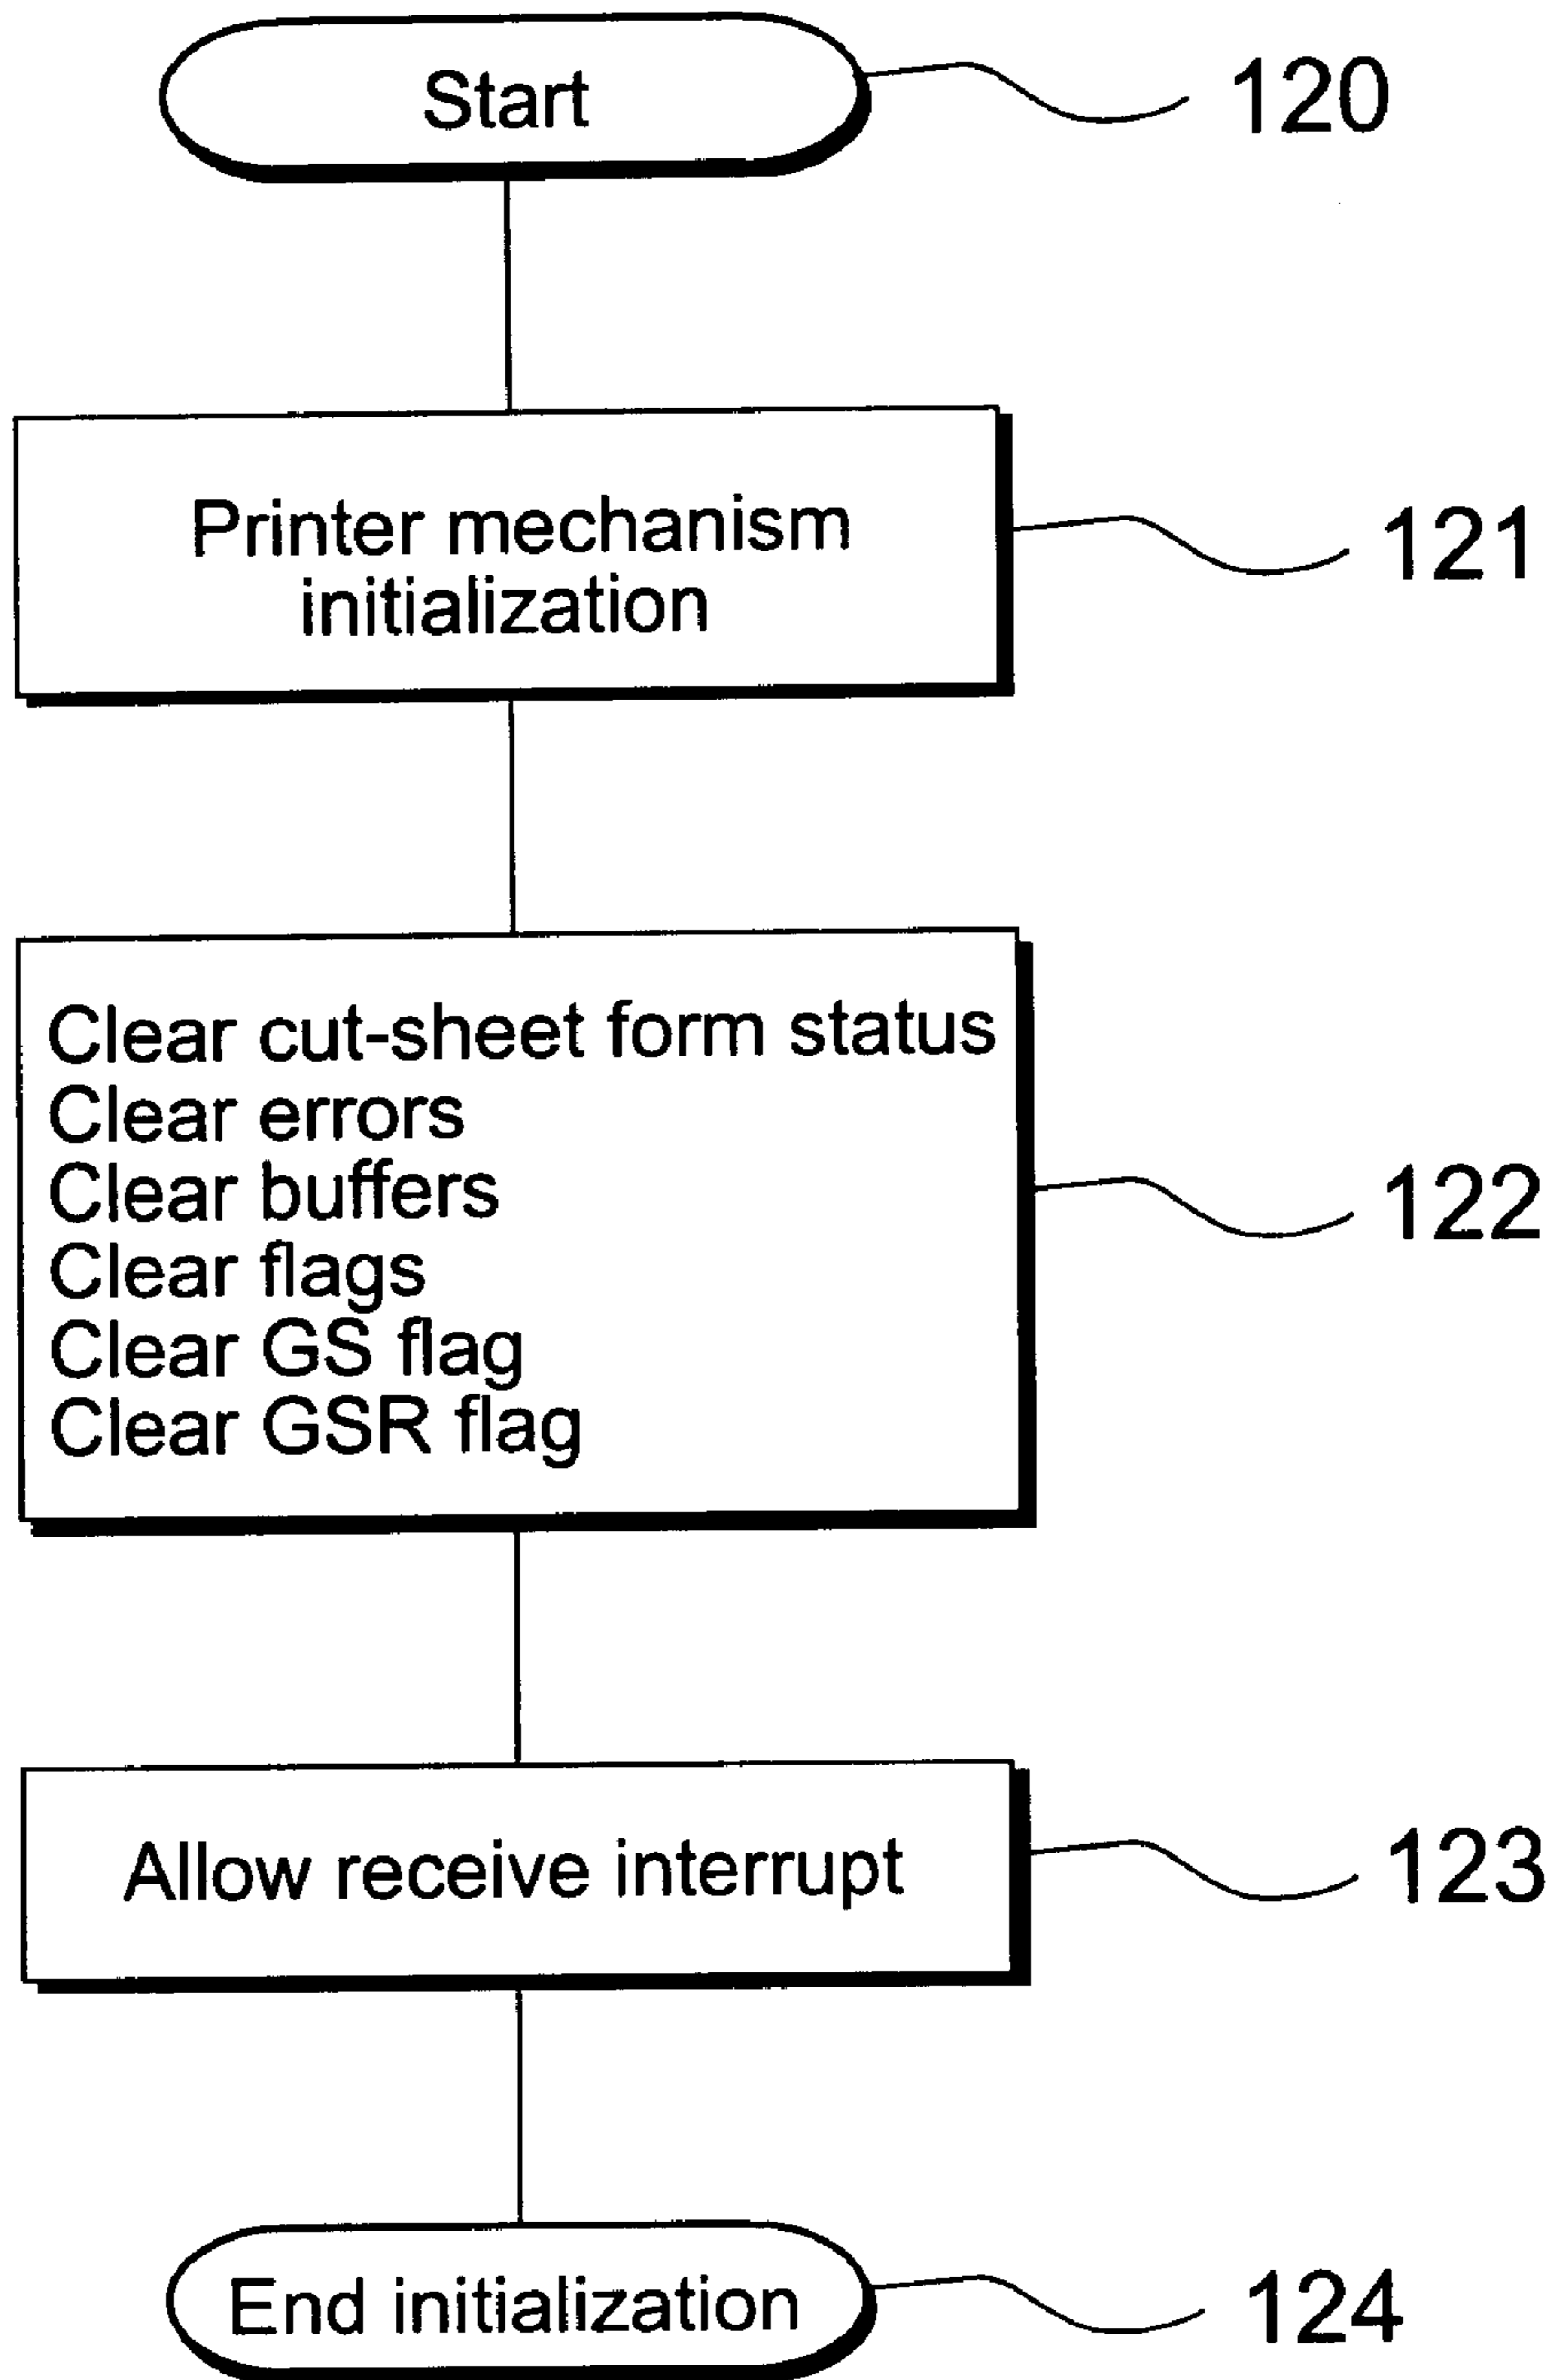 Start
120
Printer mechanism
initialization
121
Clear cut-sheet form status
Clear errors
Clear buffers
Clear flags
Clear GS flag
Clear GSR flag
122
Allow receive interrupt
123
End initialization
124